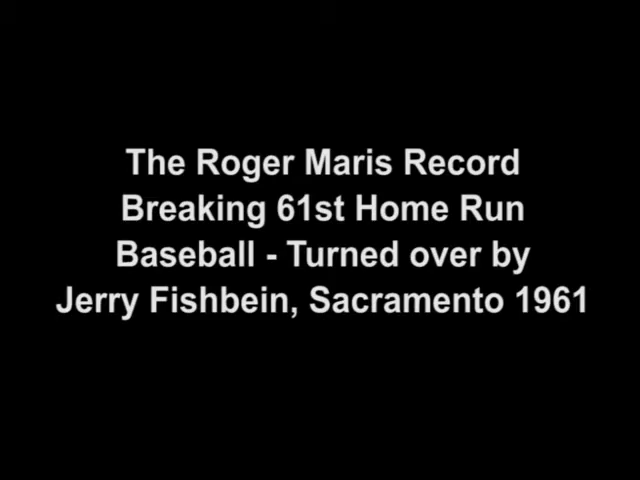 The Roger Maris Record
Breaking 61st Home Run
Baseball - Turned over by
Jerry Fishbein, Sacramento 1961